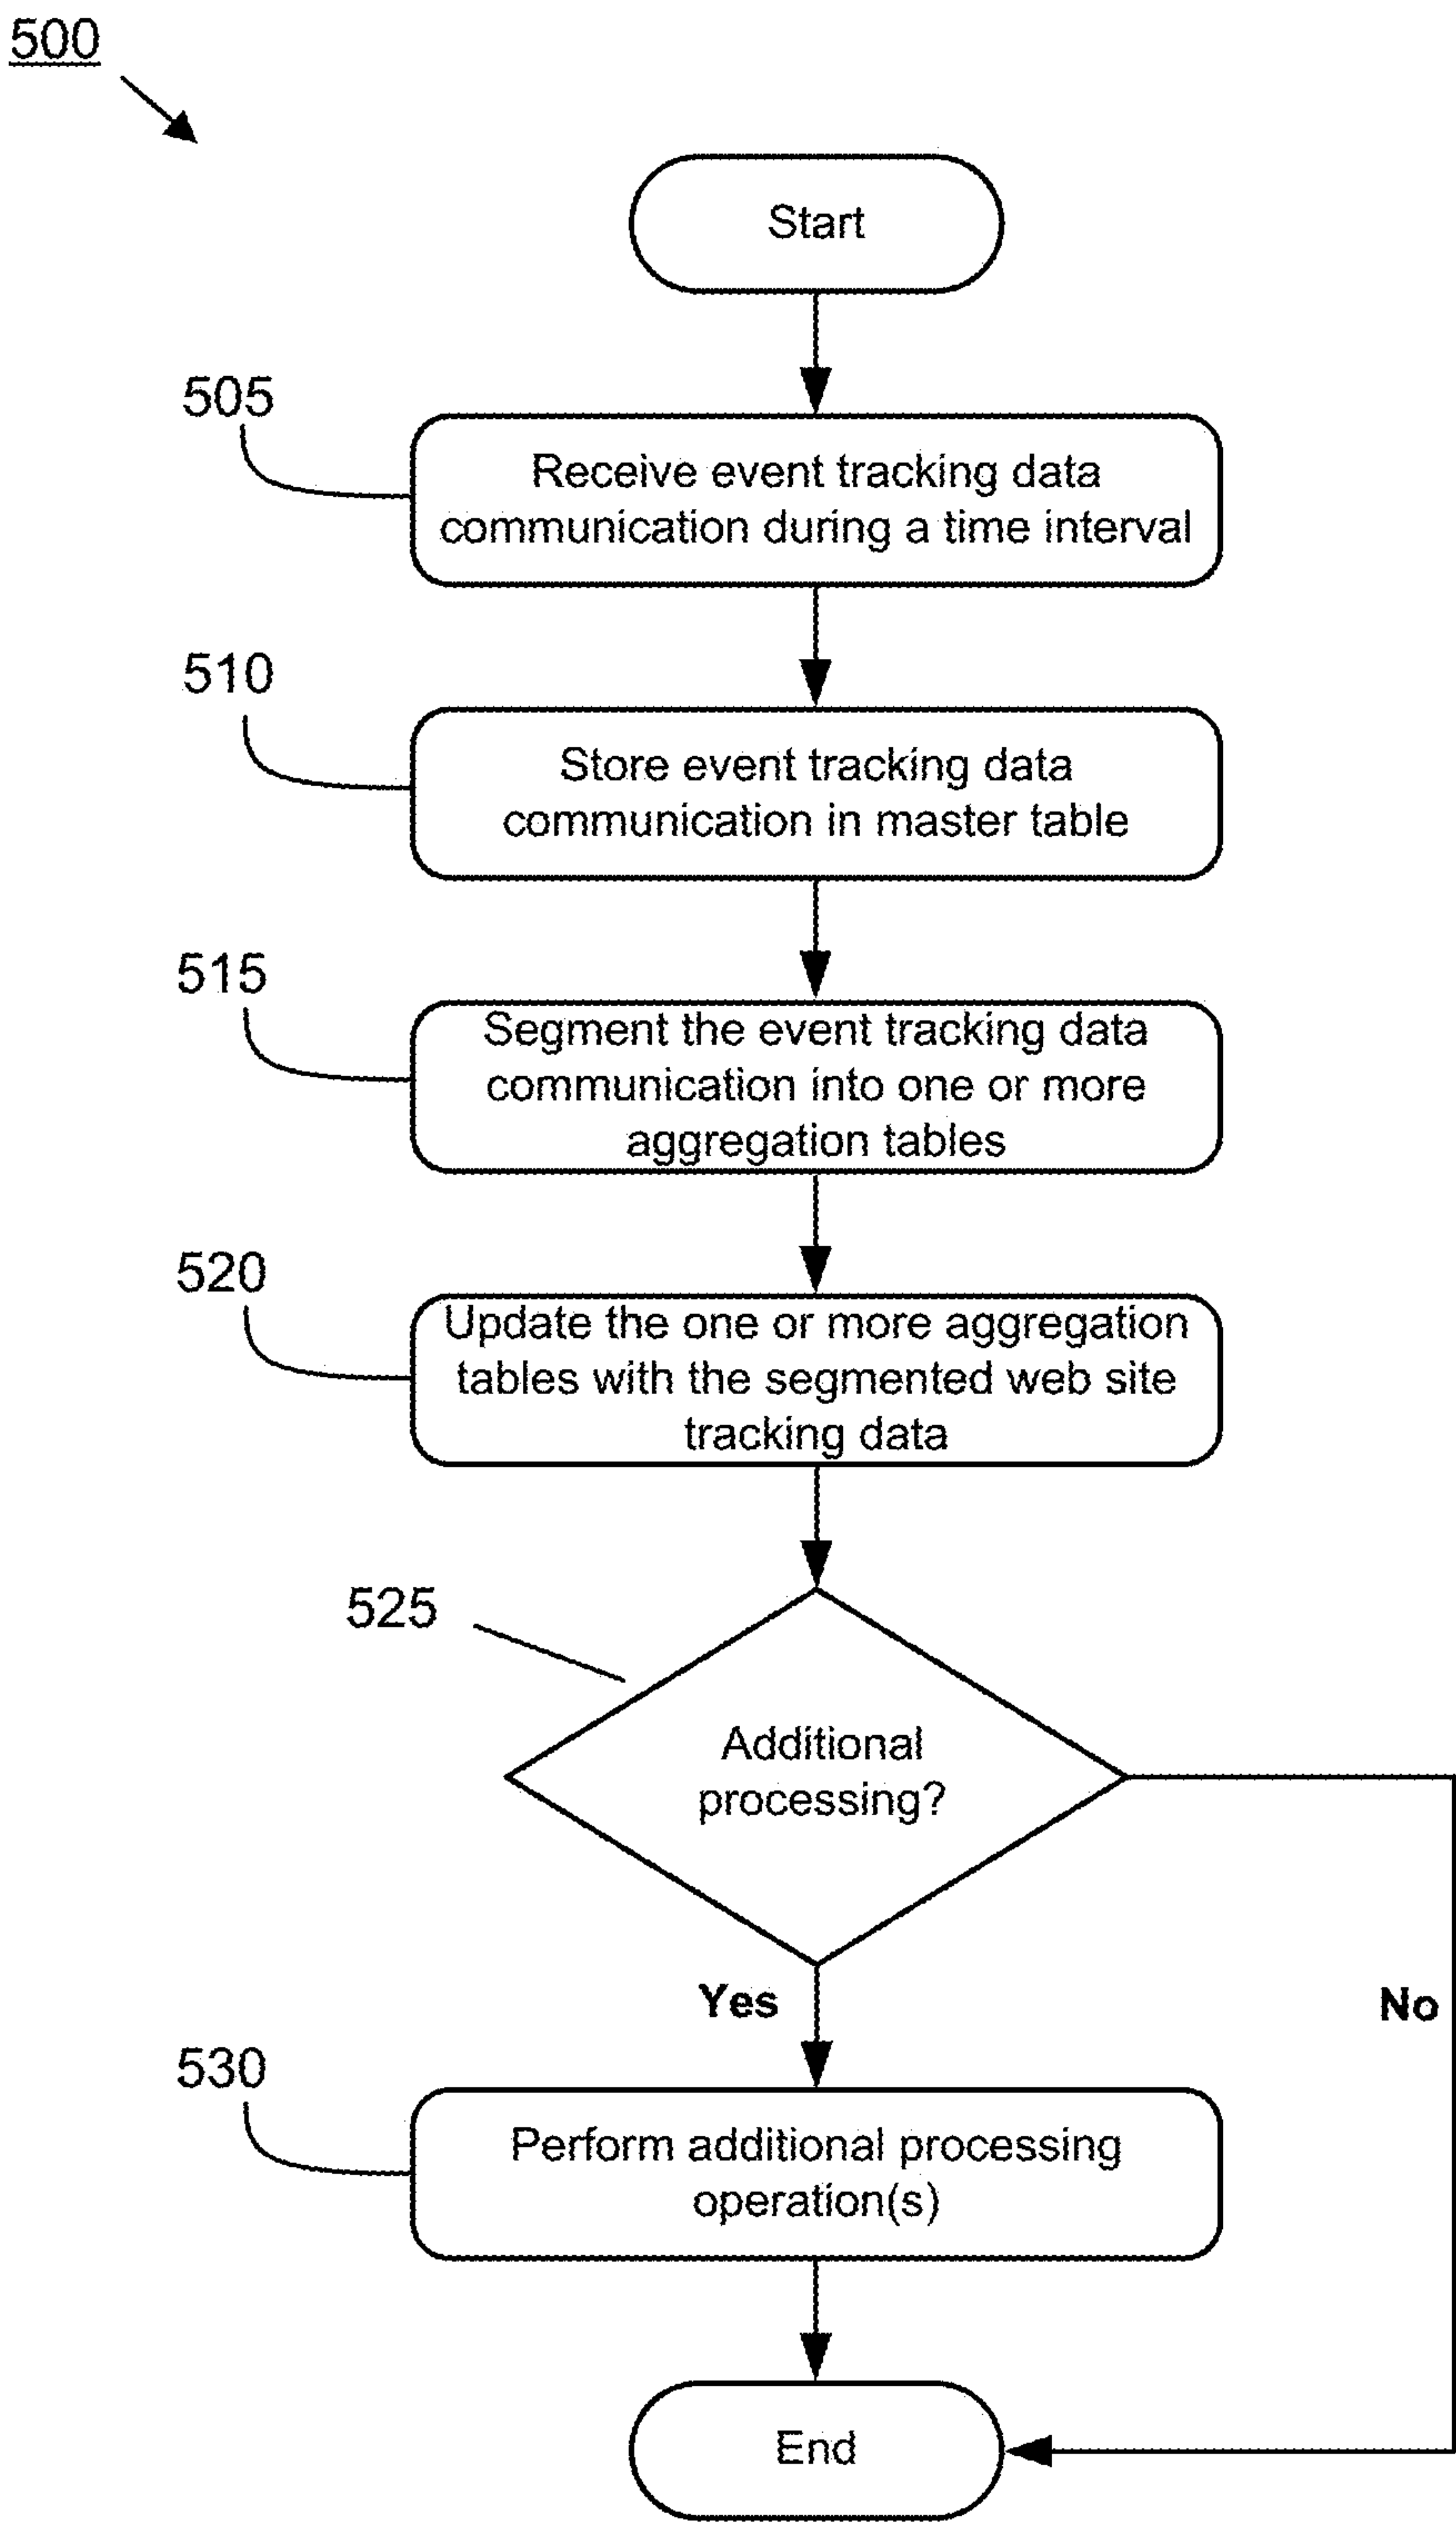 500
Start
505
Receive event tracking data
communication during a time interval
510
Store event tracking data
communication in master table
515
Segment the event tracking data
communication into one or more
aggregation tables
520
Update the one or more aggregation
tables with the segmented web site
tracking data
525
Additional
processing?
Yes
No
530
Perform additional processing
operation(s)
End